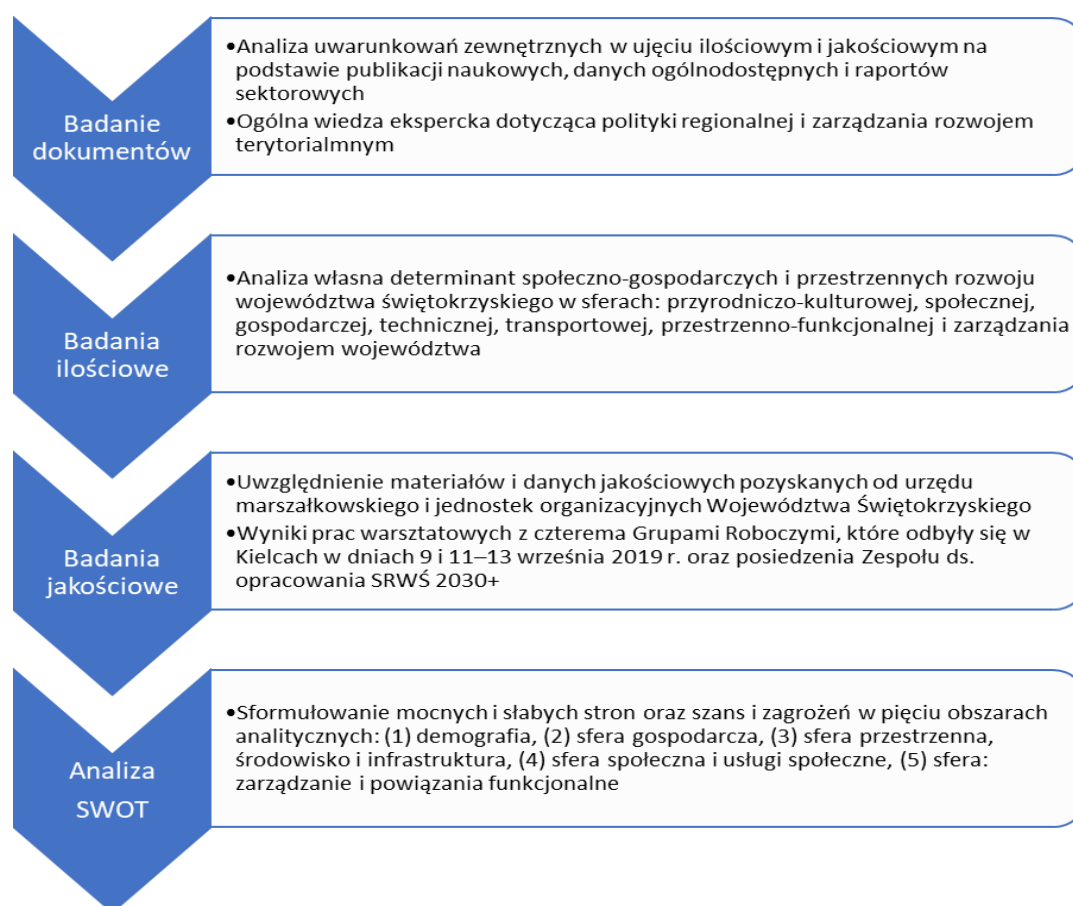 Badanie
dokumentów
•Analiza uwarunkowań zewnętrznych w ujęciu ilościowym i jakościowym na
podstawie publikacji naukowych, danych ogólnodostępnych i raportów
sektorowych
•Ogólna wiedza ekspercka dotycząca polityki regionalnej i zarządzania rozwojem
terytorialmnym
Badania
ilościowe
•Analiza własna determinant społeczno-gospodarczych i przestrzennych rozwoju
województwa świętokrzyskiego w sferach: przyrodniczo-kulturowej, społecznej,
gospodarczej, technicznej, transportowej, przestrzenno-funkcjonalnej i zarządzania
rozwojem województwa
Badania
jakościowe
•Uwzględnienie materiałów i danych jakościowych pozyskanych od urzędu
marszałkowskiego i jednostek organizacyjnych Województwa Świętokrzyskiego
•Wyniki prac warsztatowych z czterema Grupami Roboczymi, które odbyły się w
Kielcach w dniach 9 i 11–13 września 2019 r. oraz posiedzenia Zespołu ds.
opracowania SRWŚ 2030+
Analiza
SWOT
•Sformułowanie mocnych i słabych stron oraz szans i zagrożeń w pięciu obszarach
analitycznych: (1) demografia, (2) sfera gospodarcza, (3) sfera przestrzenna,
środowisko i infrastruktura, (4) sfera społeczna i usługi społeczne, (5) sfera:
zarządzanie i powiązania funkcjonalne